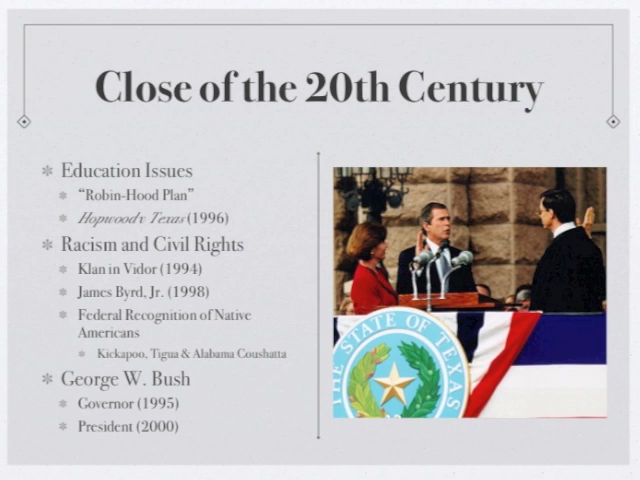 Close of the 20th Century
Education Issues
"Robin-Hood Plan"
Hopwood v Texas (1996)
Racism and Civil Rights
Klan in Vidor (1994)
James Byrd, Jr. (1998)
Federal Recognition of Native
Americans
Kickapoo, Tigua & Alabama Coushatta
George W. Bush
Governor (1995)
President (2000)
THE STATE OF TEXAS